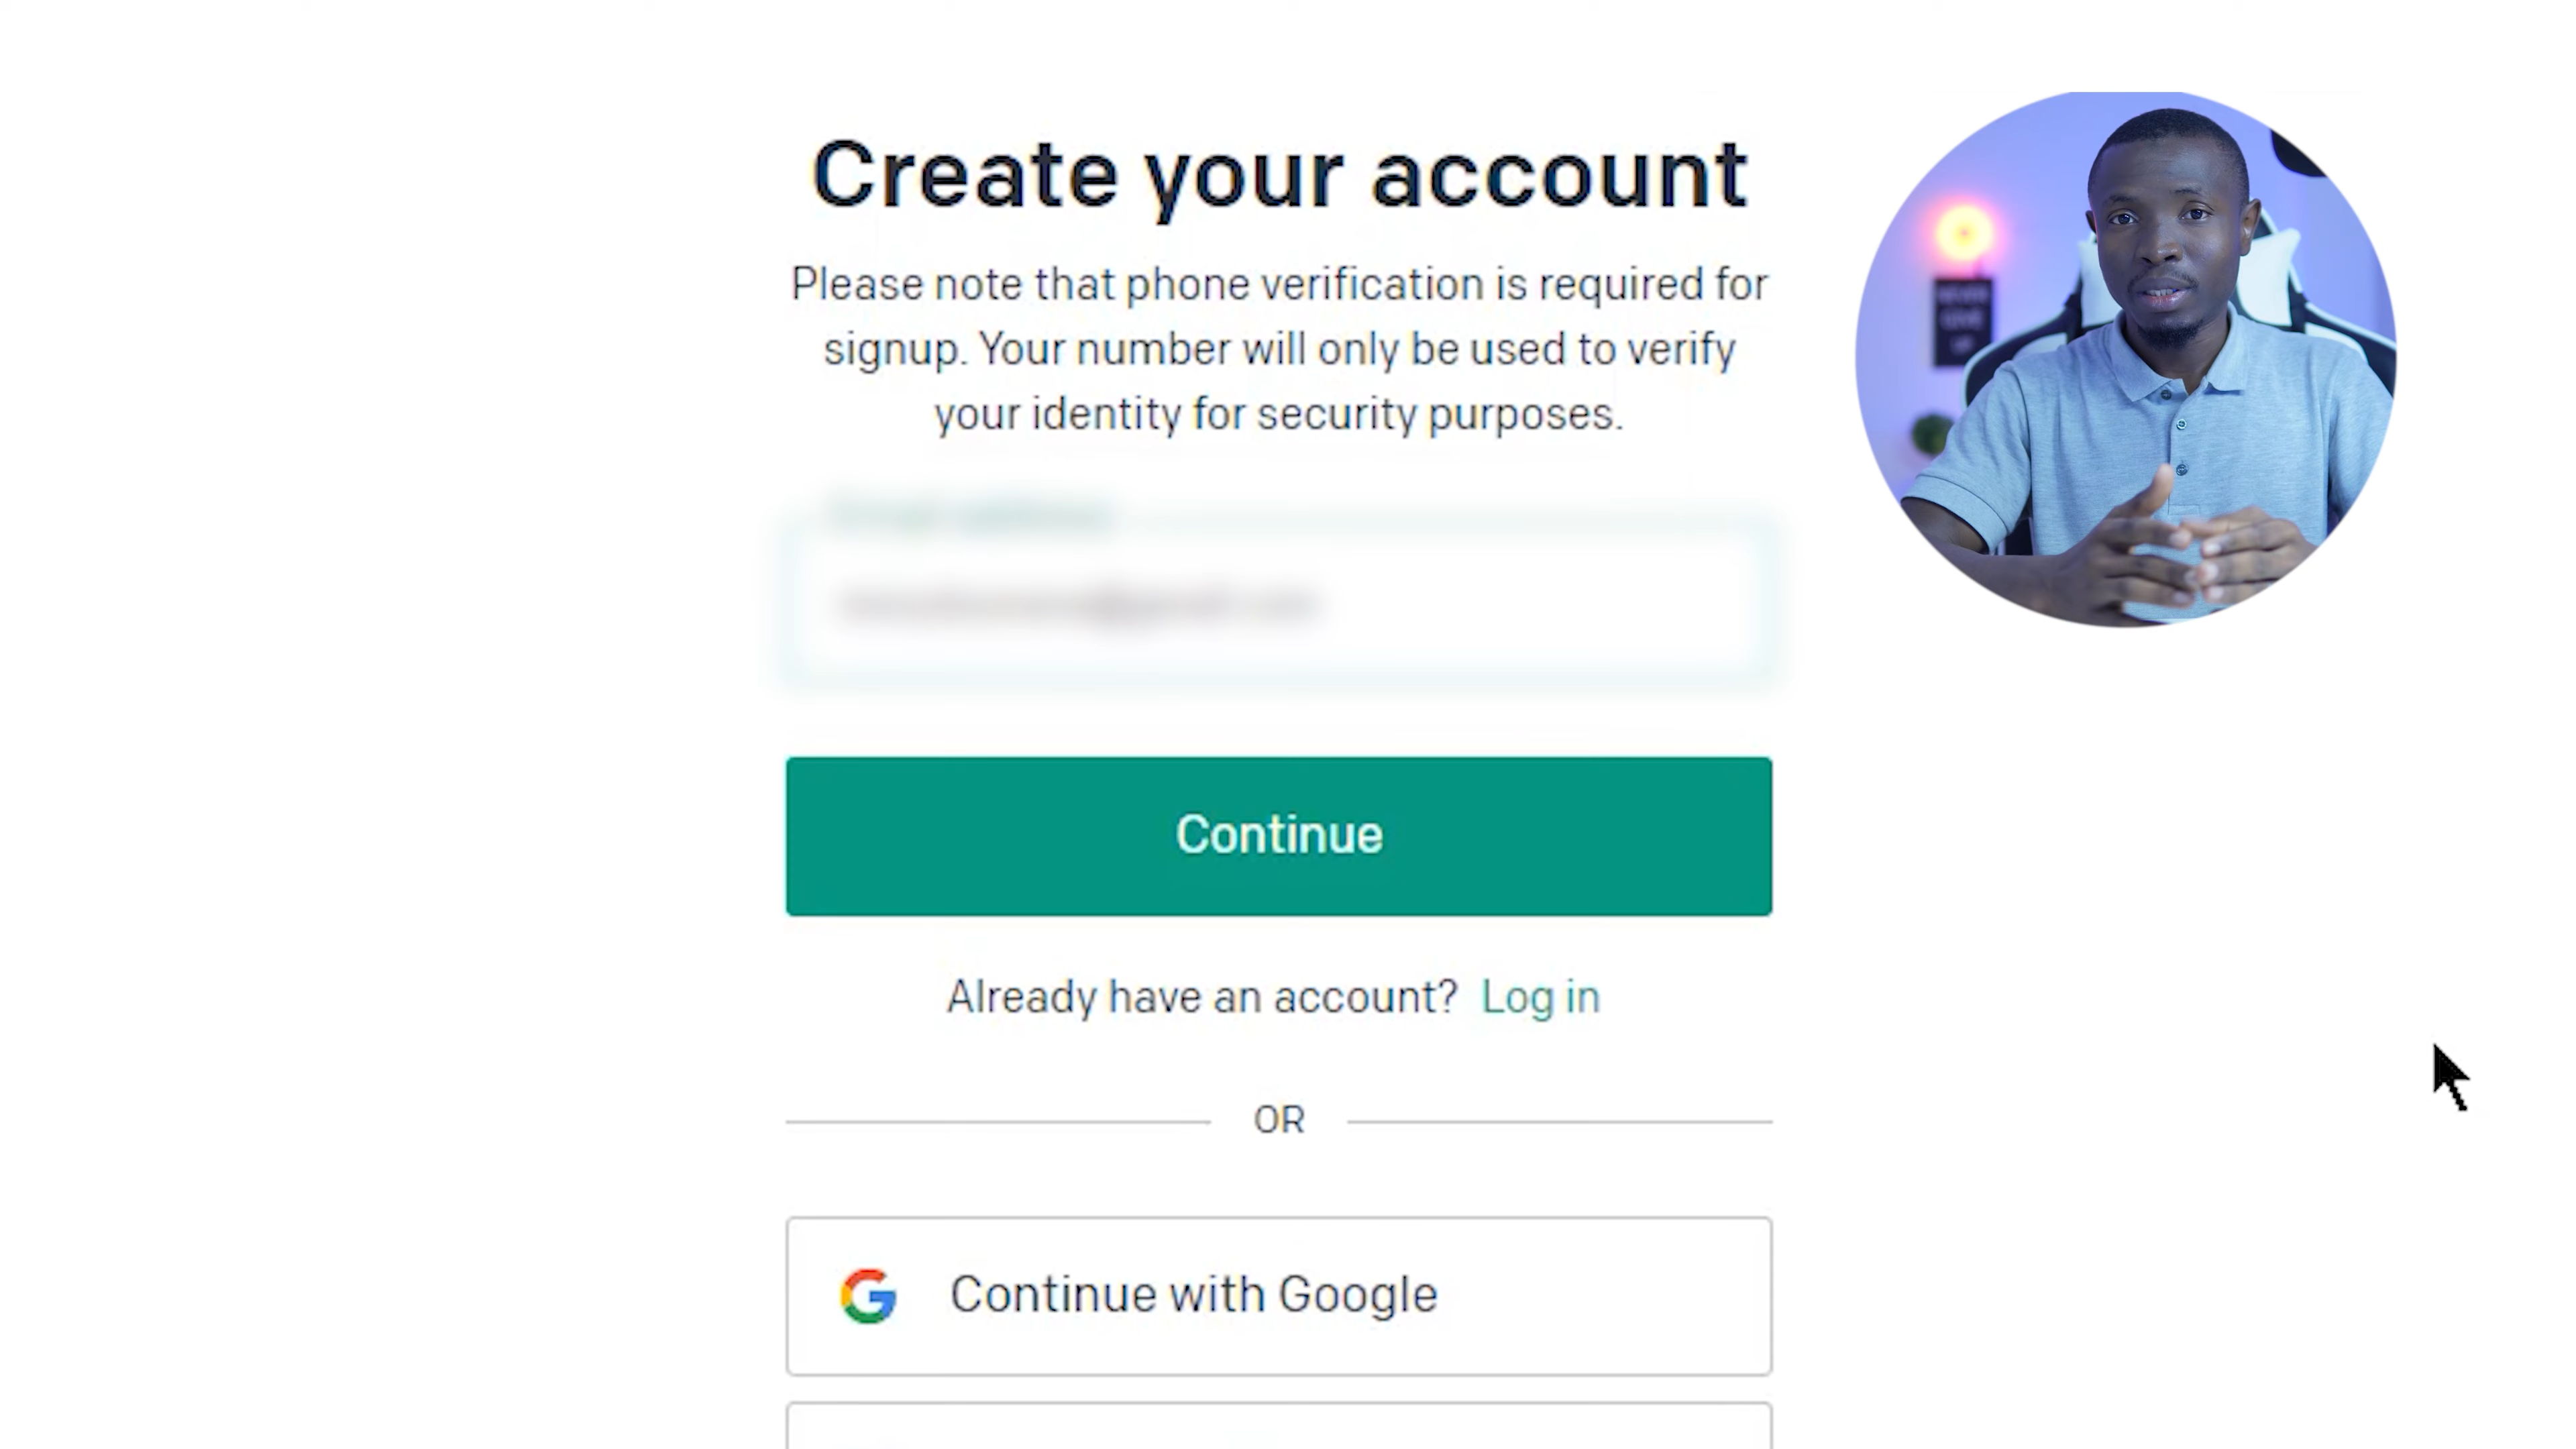 Create your account
Please note that phone verification is required for
signup. Your number will only be used to verify
your identity for security purposes.
Continue
Already have an account? Log in
OR
Continue with Google